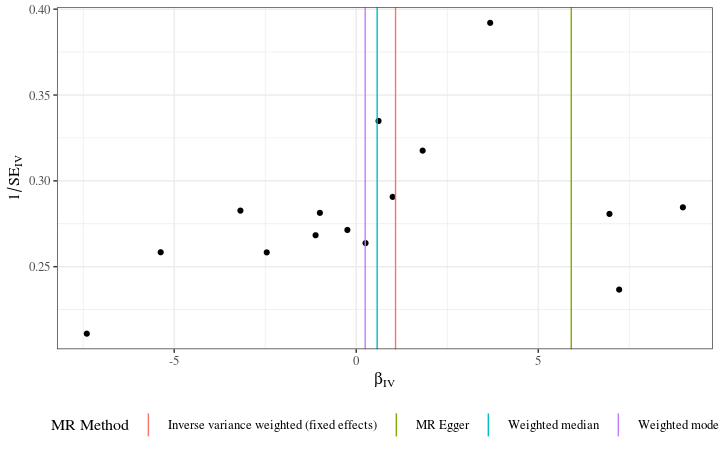 0.40
0.35
0.30
0.25
1/SE_IV
-5
0
5
β_IV
MR Method
Inverse variance weighted (fixed effects)
MR Egger
Weighted median
Weighted mode